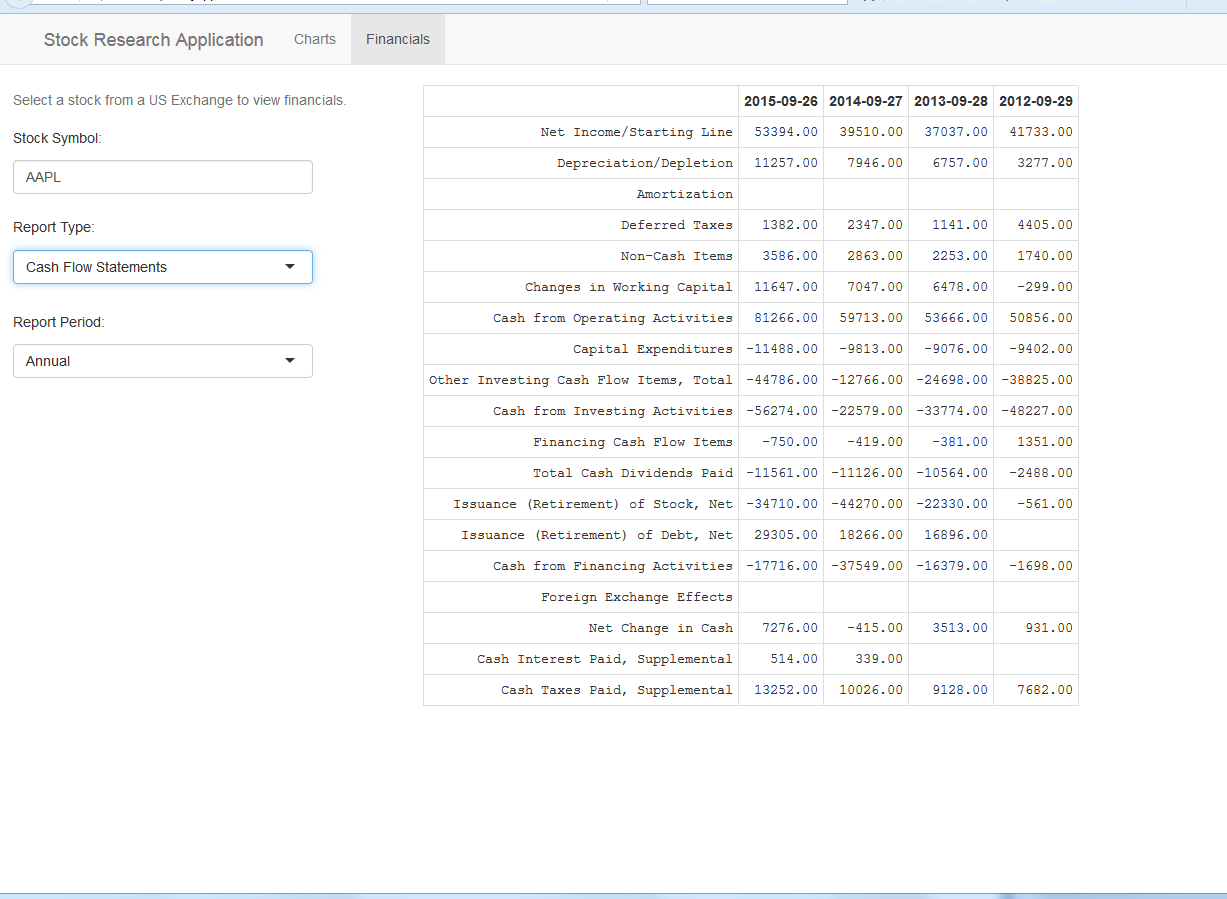 Stock Research Application Charts Financials
Select a stock from a US Exchange to view financials.
Stock Symbol:
AAPL
Report Type:
Cash Flow Statements
Report Period:
Annual
2015-09-26 2014-09-27 2013-09-28 2012-09-29
Net Income/Starting Line 53394.00 39510.00 37037.00 41733.00
Depreciation/Depletion 11257.00 7946.00 6757.00 3277.00
Amortization
Deferred Taxes 1382.00 2347.00 1141.00 4405.00
Non-Cash Items 3586.00 2863.00 2253.00 1740.00
Changes in Working Capital 11647.00 7047.00 6478.00 -299.00
Cash from Operating Activities 81266.00 59713.00 53666.00 50856.00
Capital Expenditures -11488.00 -9813.00 -9076.00 -9402.00
Other Investing Cash Flow Items, Total -44786.00 -12766.00 -24698.00 -38825.00
Cash from Investing Activities -56274.00 -22579.00 -33774.00 -48227.00
Financing Cash Flow Items -750.00 -419.00 -381.00 1351.00
Total Cash Dividends Paid -11561.00 -11126.00 -10564.00 -2488.00
Issuance (Retirement) of Stock, Net -34710.00 -44270.00 -22330.00 -561.00
Issuance (Retirement) of Debt, Net 29305.00 18266.00 16896.00
Cash from Financing Activities -17716.00 -37549.00 -16379.00 -1698.00
Foreign Exchange Effects
Net Change in Cash 7276.00 -415.00 3513.00 931.00
Cash Interest Paid, Supplemental 514.00 339.00
Cash Taxes Paid, Supplemental 13252.00 10026.00 9128.00 7682.00